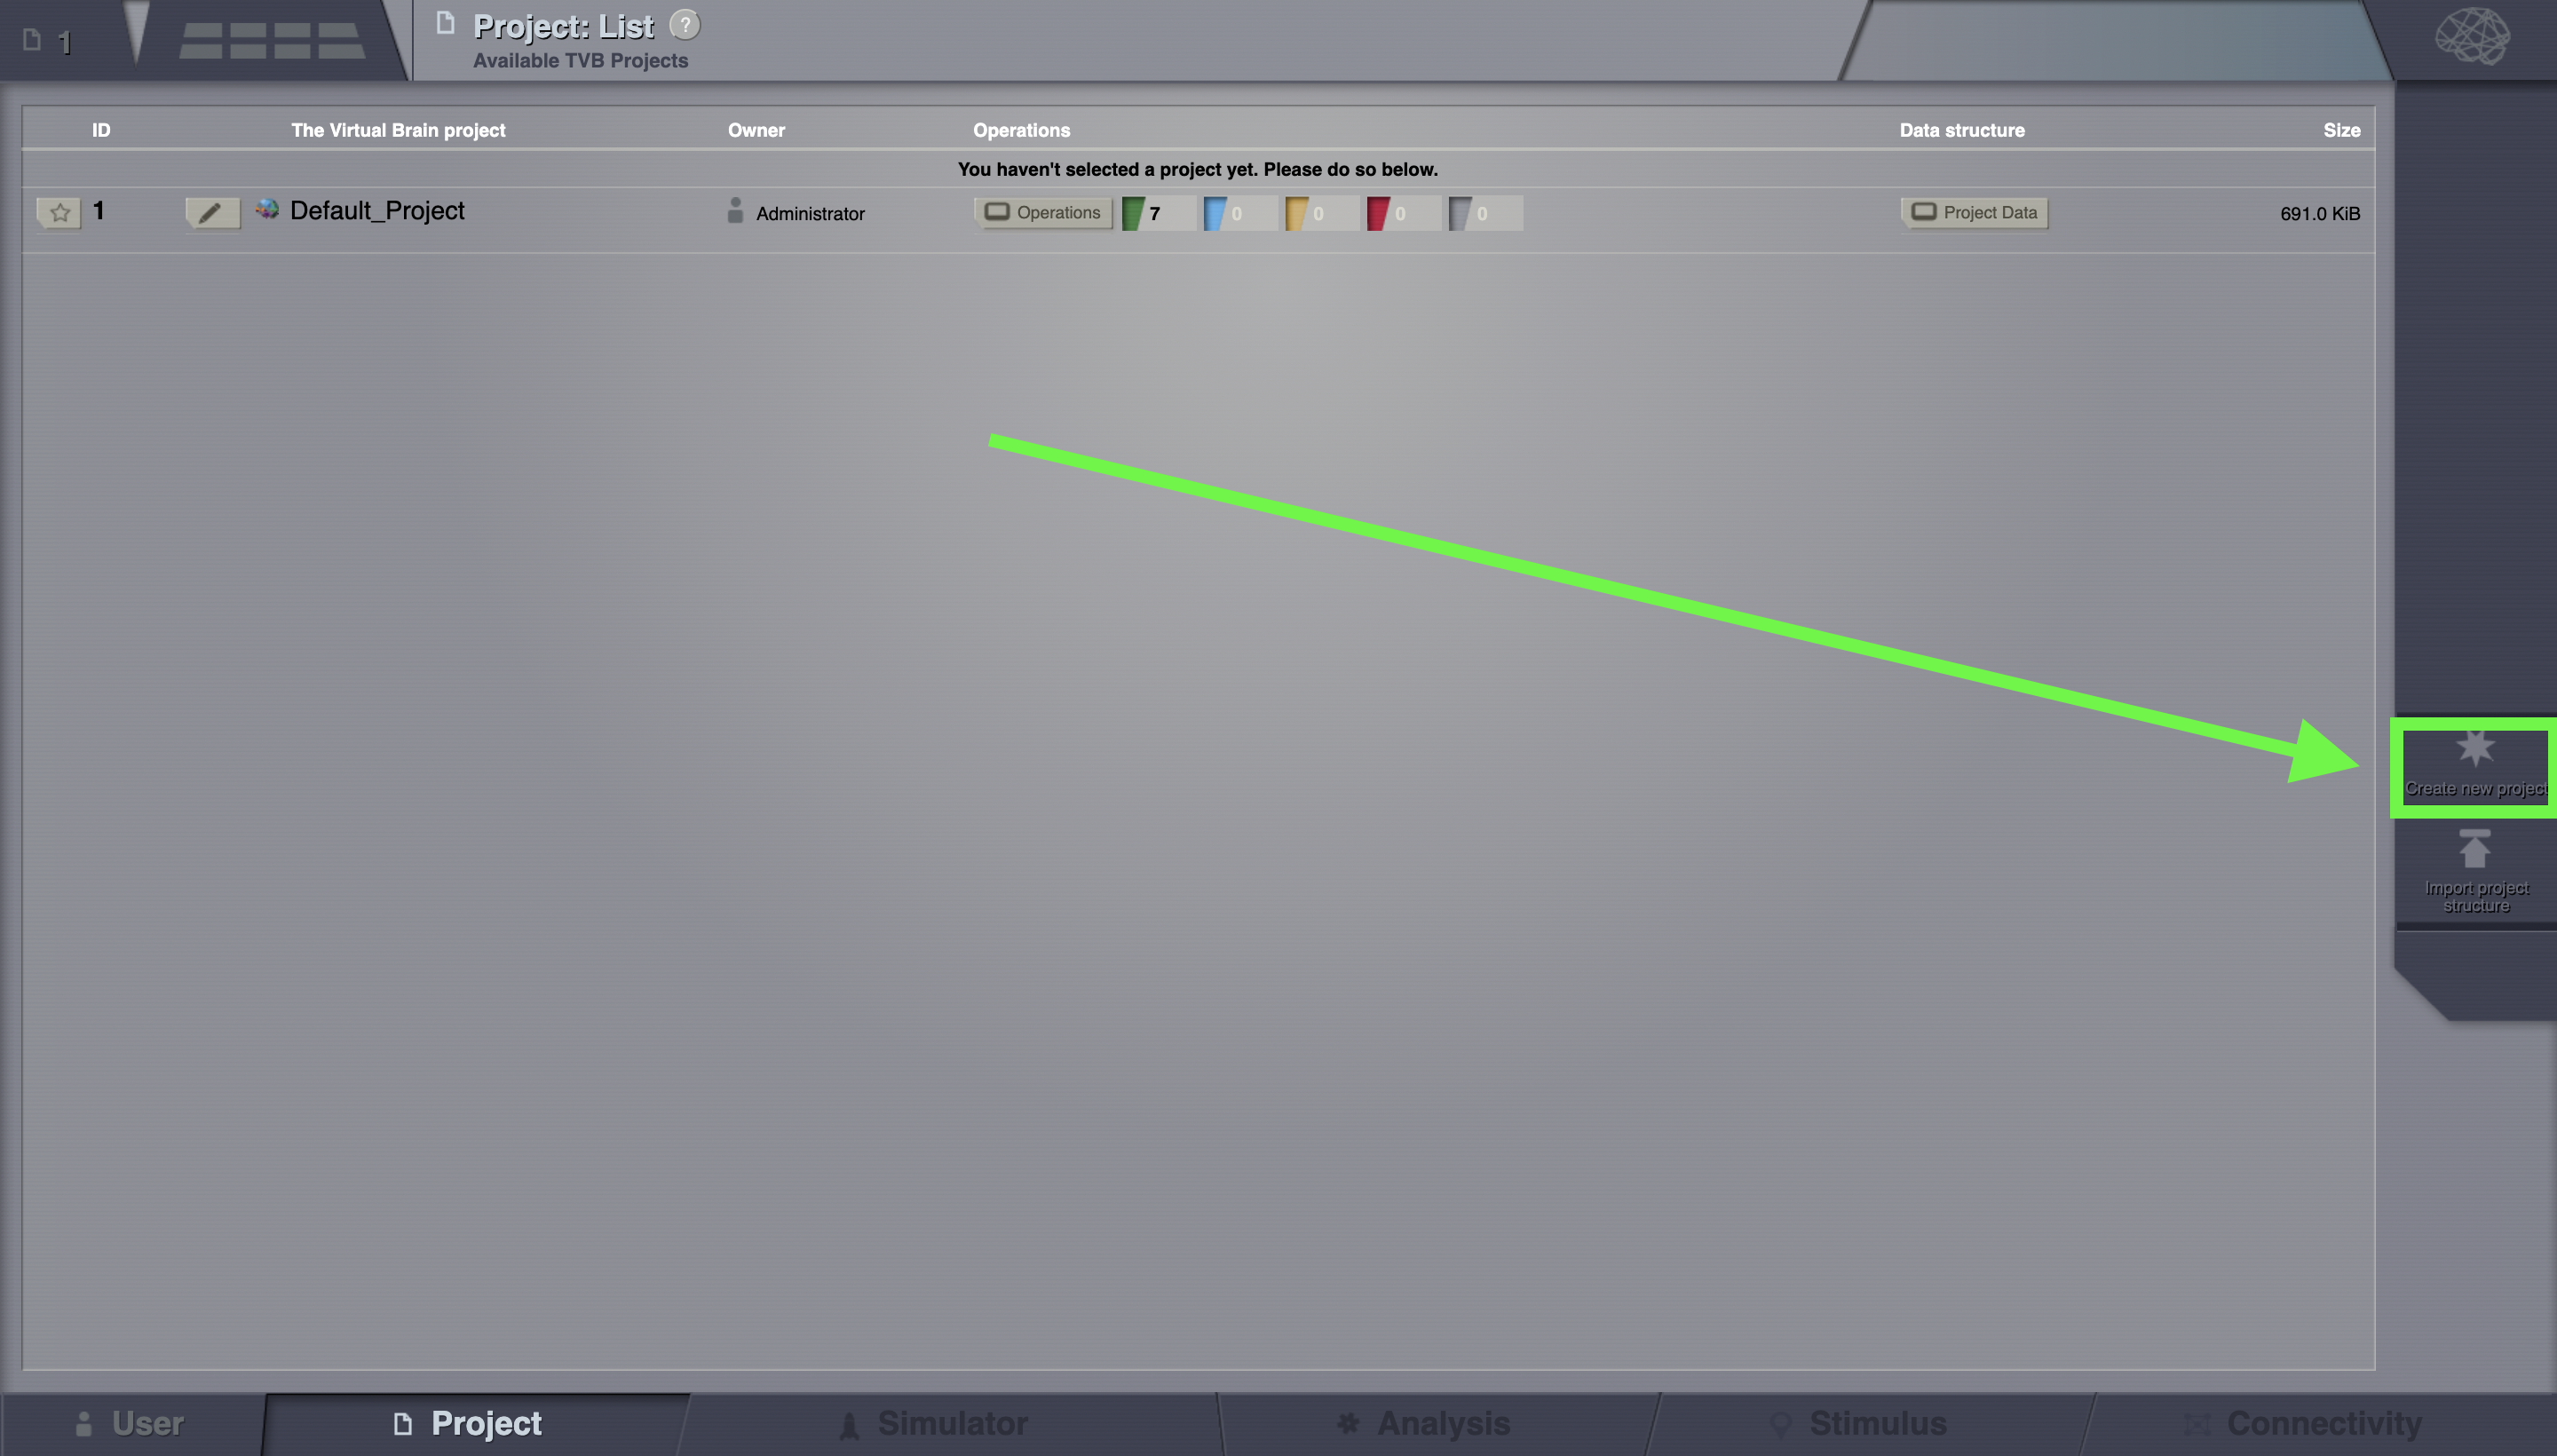 1
Project: List ?
Available TVB Projects
ID The Virtual Brain project Owner Operations Data structure Size
You haven't selected a project yet. Please do so below.
1 Default_Project Administrator Operations 7 0 0 0 0 Project Data 691.0 KiB
Create new project
Import project
structure
User Project Simulator Analysis Stimulus Connectivity